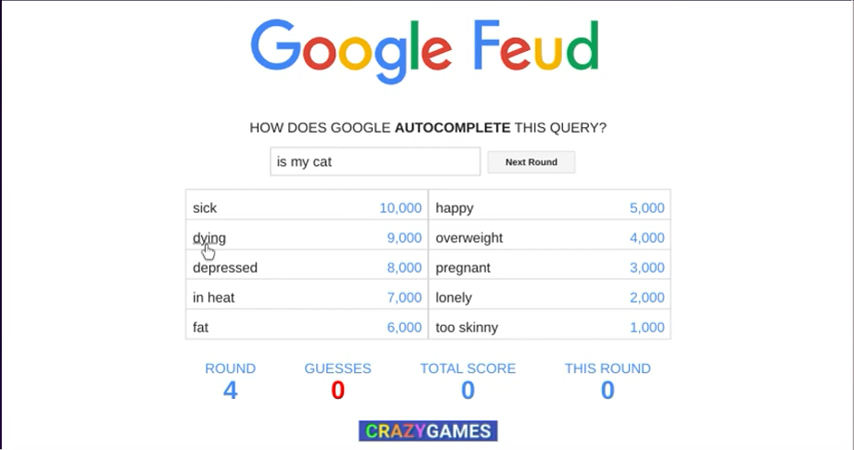 Google Feud
HOW DOES GOOGLE AUTOCOMPLETE THIS QUERY?
is my cat
Next Round
sick 10,000 happy 5,000
dying 9,000 overweight 4,000
depressed 8,000 pregnant 3,000
in heat 7,000 lonely 2,000
fat 6,000 too skinny 1,000
ROUND GUESSES TOTAL SCORE THIS ROUND
4 0 0 0
CRAZYGAMES